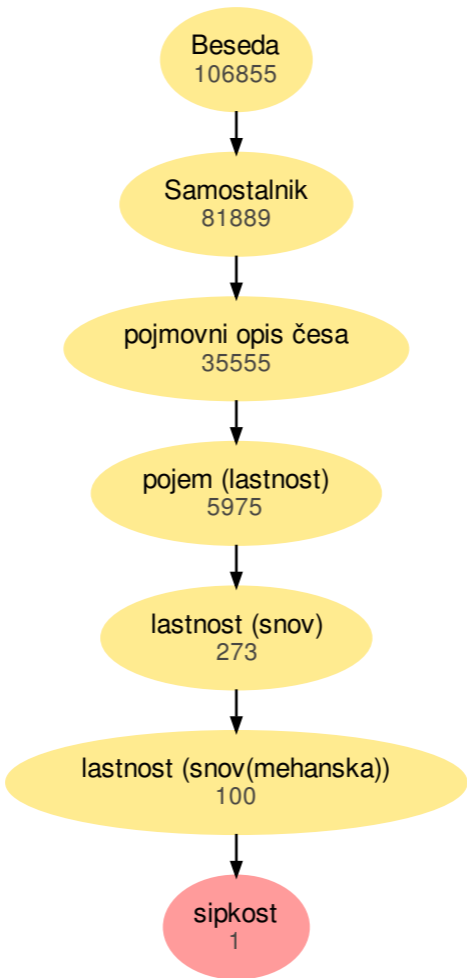 Beseda
106855
Samostalnik
81889
pojmovni opis česa
35555
pojem (lastnost)
5975
lastnost (snov)
273
lastnost (snov(mehanska))
100
sipkost
1